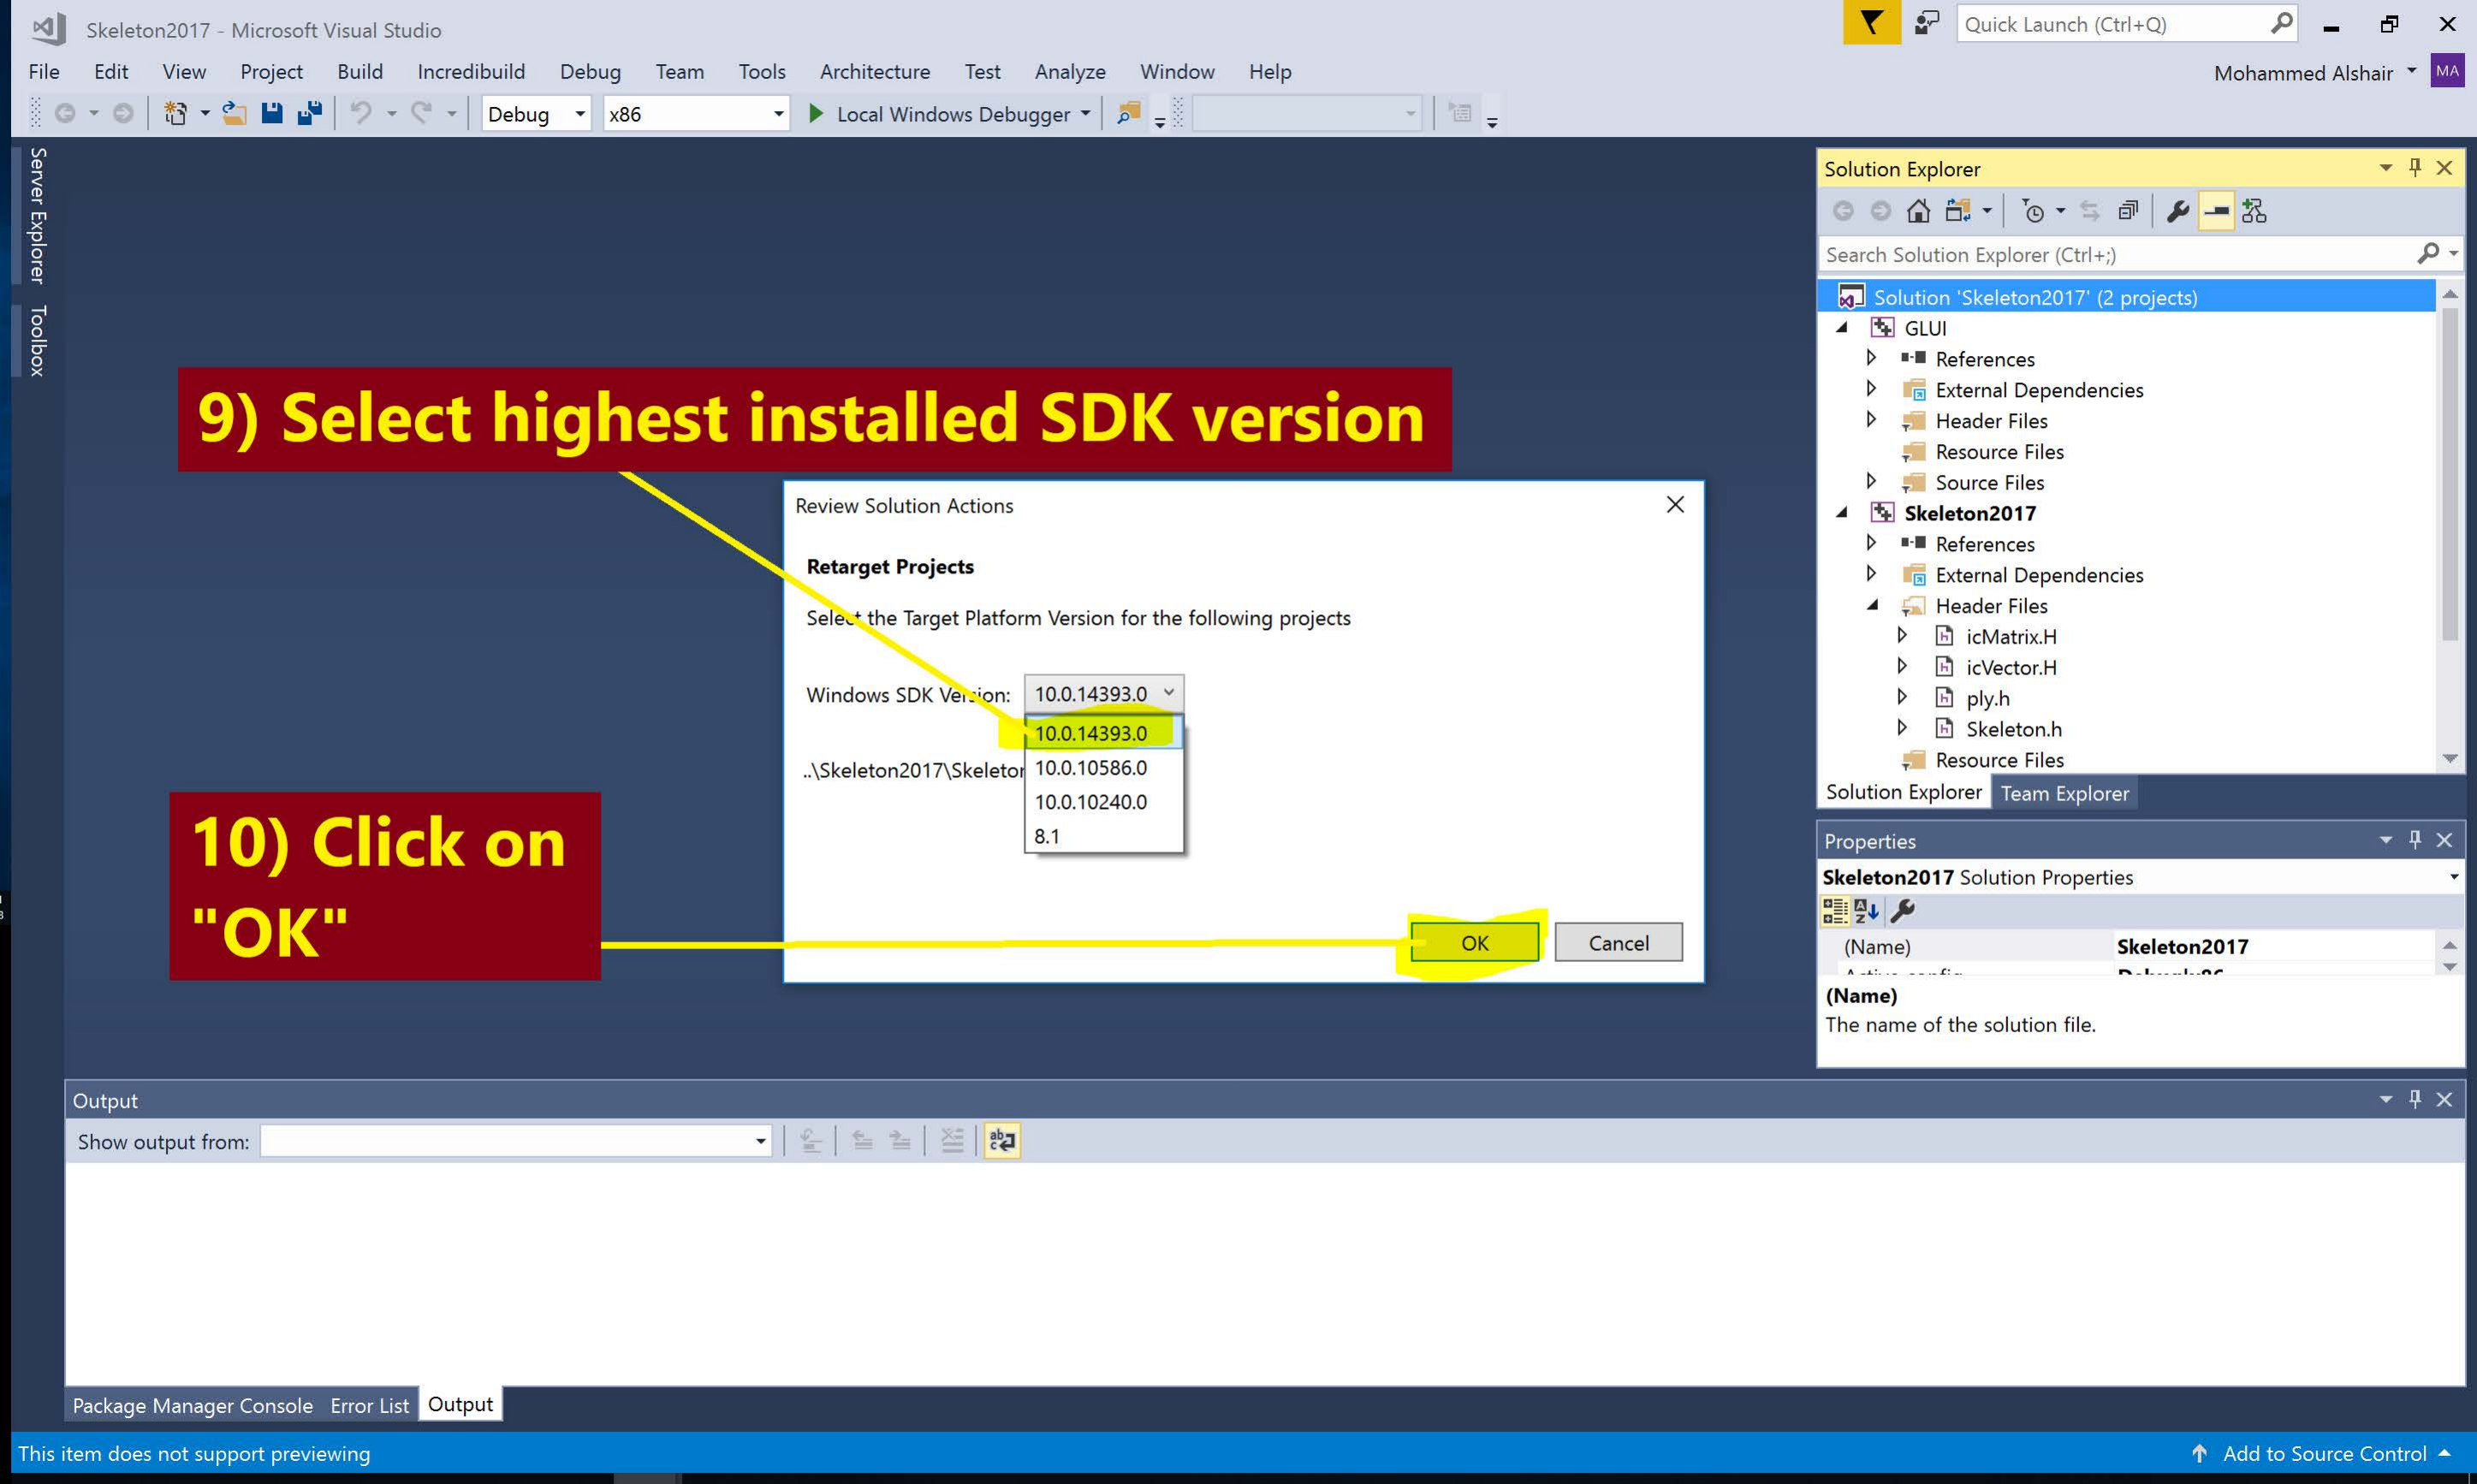 Skeleton2017 - Microsoft Visual Studio
Quick Launch (Ctrl+Q)
File Edit View Project Build Incredibuild Debug Team Tools Architecture Test Analyze Window Help
Mohammed Alshair MA
Debug x86 Local Windows Debugger
Server Explorer
Toolbox
9) Select highest installed SDK version
Review Solution Actions
Retarget Projects
Select the Target Platform Version for the following projects
Windows SDK Version: 10.0.14393.0
10.0.14393.0
..\Skeleton2017\Skeleton
10.0.10586.0
10.0.10240.0
8.1
10) Click on
"OK"
OK Cancel
Solution Explorer
Search Solution Explorer (Ctrl+;)
Solution 'Skeleton2017' (2 projects)
GLUI
References
External Dependencies
Header Files
Resource Files
Source Files
Skeleton2017
References
External Dependencies
Header Files
icMatrix.H
icVector.H
ply.h
Skeleton.h
Resource Files
Solution Explorer Team Explorer
Properties
Skeleton2017 Solution Properties
(Name) Skeleton2017
Active config Debug|x86
(Name)
The name of the solution file.
Output
Show output from:
Package Manager Console Error List Output
This item does not support previewing
Add to Source Control